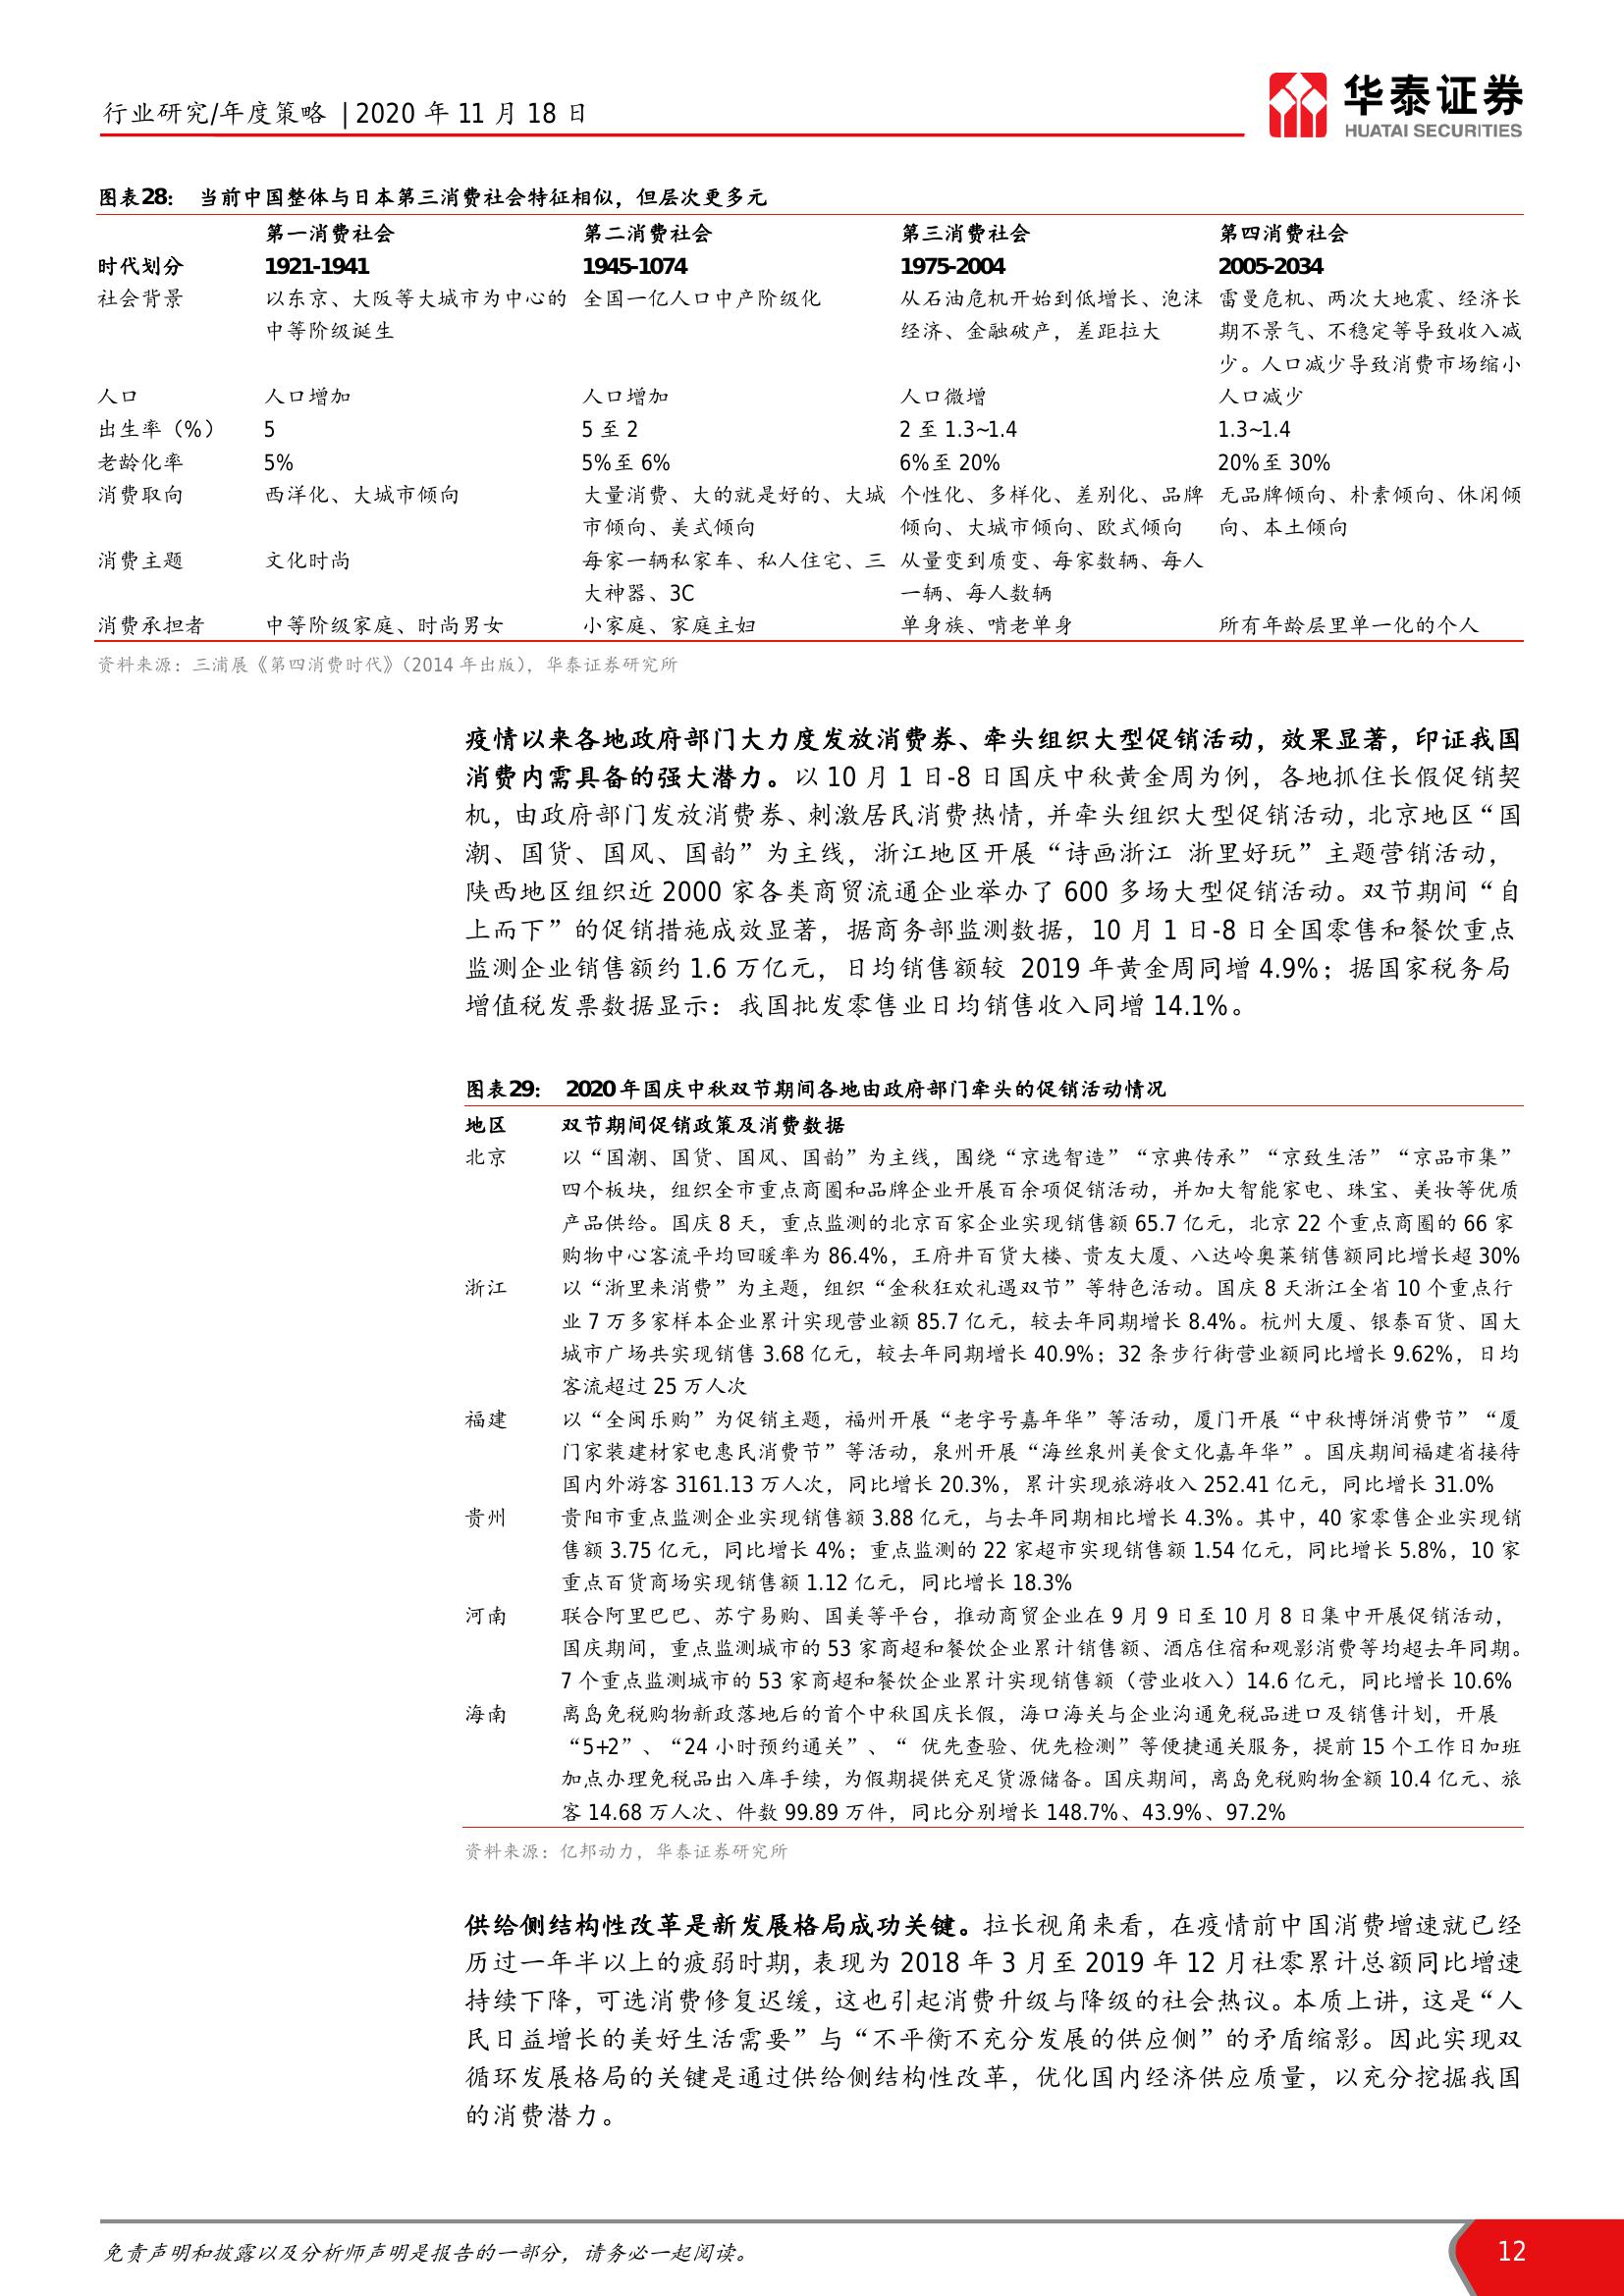 行业研究/年度策略 | 2020 年 11 月 18 日
华泰证券
HUATAI SECURITIES
图表28: 当前中国整体与日本第三消费社会特征相似，但层次更多元
第一消费社会 第二消费社会 第三消费社会 第四消费社会
时代划分 1921-1941 1945-1074 1975-2004 2005-2034
社会背景 以东京、大阪等大城市为中心的 全国一亿人口中产阶级化 从石油危机开始到低增长、泡沫 雷曼危机、两次大地震、经济长
中等阶级诞生 经济、金融破产，差距拉大 期不景气、不稳定等导致收入减
少。人口减少导致消费市场缩小
人口 人口增加 人口增加 人口微增 人口减少
出生率（%） 5 5 至 2 2 至 1.3~1.4 1.3~1.4
老龄化率 5% 5%至 6% 6%至 20% 20%至 30%
消费取向 西洋化、大城市倾向 大量消费、大的就是好的、大城 个性化、多样化、差别化、品牌 无品牌倾向、朴素倾向、休闲倾
市倾向、美式倾向 倾向、大城市倾向、欧式倾向 向、本土倾向
消费主题 文化时尚 每家一辆私家车、私人住宅、三 从量变到质变、每家数辆、每人
大神器、3C 一辆、每人数辆
消费承担者 中等阶级家庭、时尚男女 小家庭、家庭主妇 单身族、啃老单身 所有年龄层里单一化的个人
资料来源：三浦展《第四消费时代》（2014 年出版），华泰证券研究所
疫情以来各地政府部门大力度发放消费券、牵头组织大型促销活动，效果显著，印证我国
消费内需具备的强大潜力。以 10 月 1 日-8 日国庆中秋黄金周为例，各地抓住长假促销契
机，由政府部门发放消费券、刺激居民消费热情，并牵头组织大型促销活动，北京地区“国
潮、国货、国风、国韵”为主线，浙江地区开展“诗画浙江 浙里好玩”主题营销活动，
陕西地区组织近 2000 家各类商贸流通企业举办了 600 多场大型促销活动。双节期间“自
上而下”的促销措施成效显著，据商务部监测数据，10 月 1 日-8 日全国零售和餐饮重点
监测企业销售额约 1.6 万亿元，日均销售额较 2019 年黄金周同增 4.9%；据国家税务局
增值税发票数据显示：我国批发零售业日均销售收入同增 14.1%。
图表29: 2020 年国庆中秋双节期间各地由政府部门牵头的促销活动情况
地区 双节期间促销政策及消费数据
北京 以“国潮、国货、国风、国韵”为主线，围绕“京选智造”“京典传承”“京致生活”“京品市集”
四个板块，组织全市重点商圈和品牌企业开展百余项促销活动，并加大智能家电、珠宝、美妆等优质
产品供给。国庆 8 天，重点监测的北京百家企业实现销售额 65.7 亿元，北京 22 个重点商圈的 66 家
购物中心客流平均回暖率为 86.4%，王府井百货大楼、贵友大厦、八达岭奥莱销售额同比增长超 30%
浙江 以“浙里来消费”为主题，组织“金秋狂欢礼遇双节”等特色活动。国庆 8 天浙江全省 10 个重点行
业 7 万多家样本企业累计实现营业额 85.7 亿元，较去年同期增长 8.4%。杭州大厦、银泰百货、国大
城市广场共实现销售 3.68 亿元，较去年同期增长 40.9%；32 条步行街营业额同比增长 9.62%，日均
客流超过 25 万人次
福建 以“全闽乐购”为促销主题，福州开展“老字号嘉年华”等活动，厦门开展“中秋博饼消费节”“厦
门家装建材家电惠民消费节”等活动，泉州开展“海丝泉州美食文化嘉年华”。国庆期间福建省接待
国内外游客 3161.13 万人次，同比增长 20.3%，累计实现旅游收入 252.41 亿元，同比增长 31.0%
贵州 贵阳市重点监测企业实现销售额 3.88 亿元，与去年同期相比增长 4.3%。其中，40 家零售企业实现销
售额 3.75 亿元，同比增长 4%；重点监测的 22 家超市实现销售额 1.54 亿元，同比增长 5.8%，10 家
重点百货商场实现销售额 1.12 亿元，同比增长 18.3%
河南 联合阿里巴巴、苏宁易购、国美等平台，推动商贸企业在 9 月 9 日至 10 月 8 日集中开展促销活动，
国庆期间，重点监测城市的 53 家商超和餐饮企业累计销售额、酒店住宿和观影消费等均超去年同期。
7 个重点监测城市的 53 家商超和餐饮企业累计实现销售额（营业收入）14.6 亿元，同比增长 10.6%
海南 离岛免税购物新政落地后的首个中秋国庆长假，海口海关与企业沟通免税品进口及销售计划，开展
“5+2”、“24 小时预约通关”、“ 优先查验、优先检测”等便捷通关服务，提前 15 个工作日加班
加点办理免税品出入库手续，为假期提供充足货源储备。国庆期间，离岛免税购物金额 10.4 亿元、旅
客 14.68 万人次、件数 99.89 万件，同比分别增长 148.7%、43.9%、97.2%
资料来源：亿邦动力，华泰证券研究所
供给侧结构性改革是新发展格局成功关键。拉长视角来看，在疫情前中国消费增速就已经
历过一年半以上的疲弱时期，表现为 2018 年 3 月至 2019 年 12 月社零累计总额同比增速
持续下降，可选消费修复迟缓，这也引起消费升级与降级的社会热议。本质上讲，这是“人
民日益增长的美好生活需要”与“不平衡不充分发展的供应侧”的矛盾缩影。因此实现双
循环发展格局的关键是通过供给侧结构性改革，优化国内经济供应质量，以充分挖掘我国
的消费潜力。
免责声明和披露以及分析师声明是报告的一部分，请务必一起阅读。
12